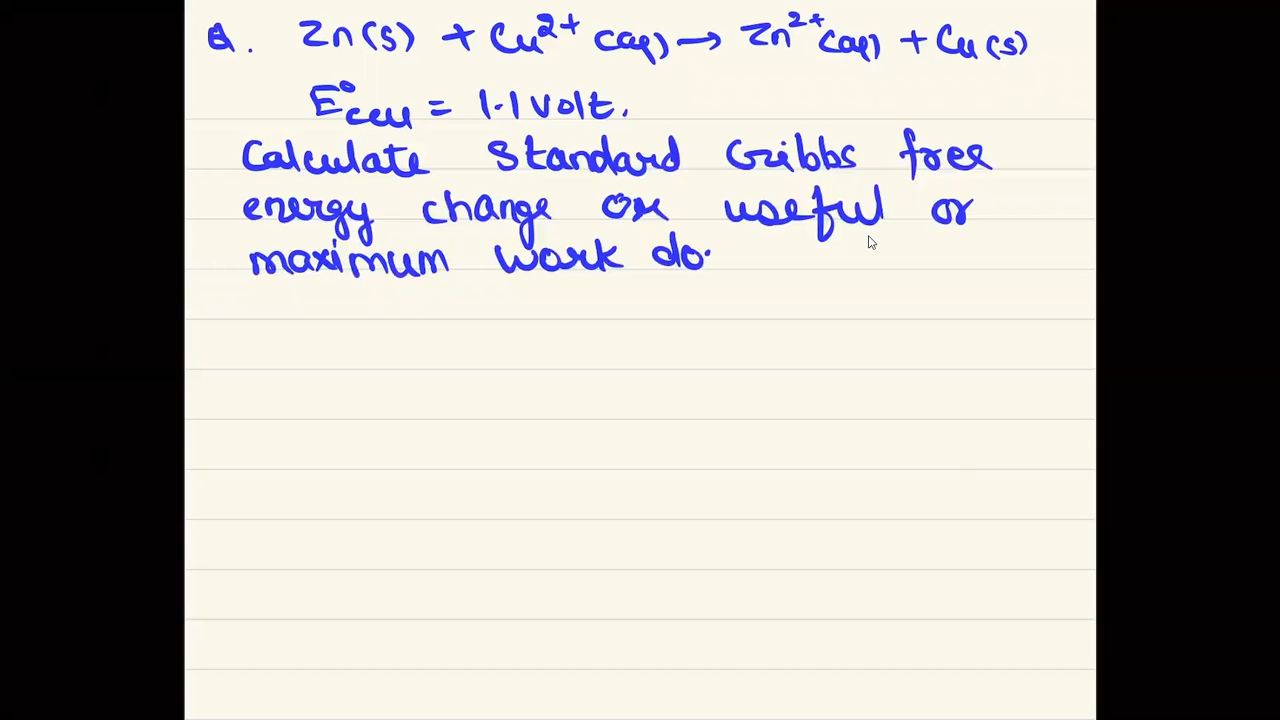 Q. Zn(s) + Cu²⁺ (aq) → Zn²⁺ (aq) + Cu(s)
E°cell = 1.1 volt.
Calculate Standard Gibbs free
energy change or useful or
maximum work do.